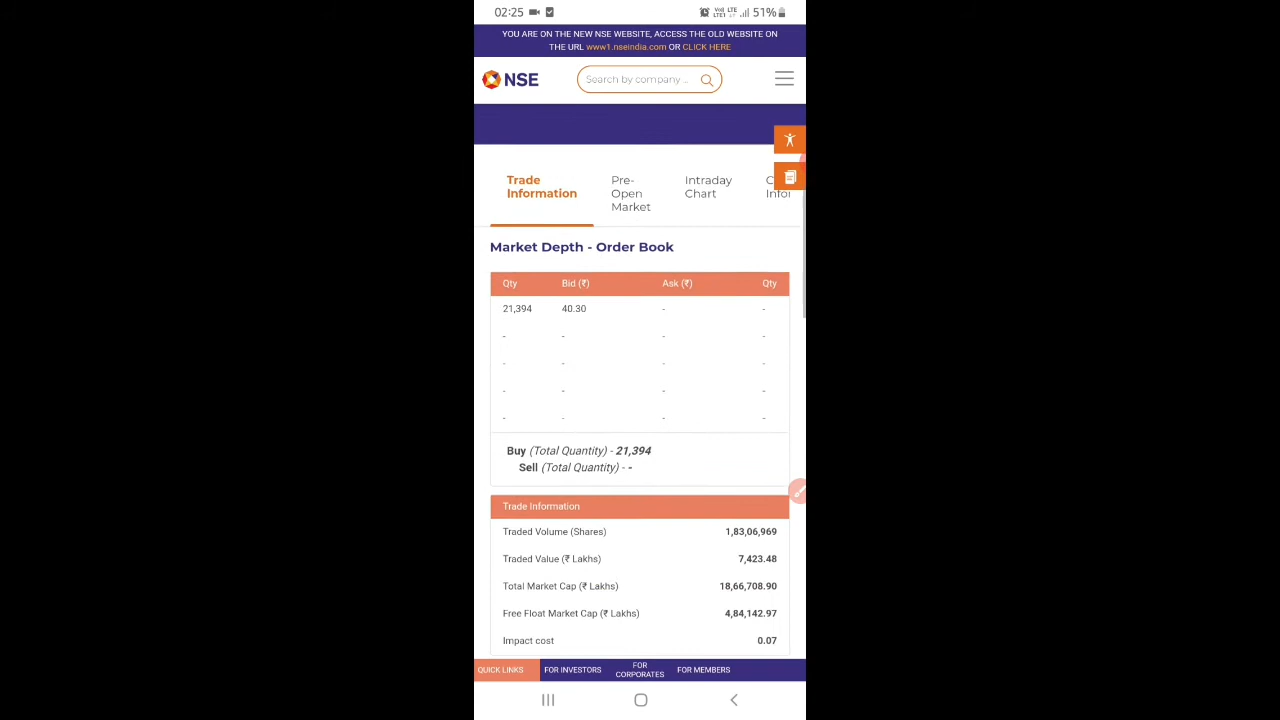 02:25
LTE1
LTE
51%
YOU ARE ON THE NEW NSE WEBSITE, ACCESS THE OLD WEBSITE ON
THE URL www1.nseindia.com OR CLICK HERE
NSE
Search by company ...
Trade
Information
Pre-
Open
Market
Intraday
Chart
C
Infor
Market Depth - Order Book
Qty Bid (₹) Ask (₹) Qty
21,394 40.30 - -
- - - -
- - - -
- - - -
- - - -
Buy (Total Quantity) - 21,394
Sell (Total Quantity) - -
Trade Information
Traded Volume (Shares) 1,83,06,969
Traded Value (₹ Lakhs) 7,423.48
Total Market Cap (₹ Lakhs) 18,66,708.90
Free Float Market Cap (₹ Lakhs) 4,84,142.97
Impact cost 0.07
QUICK LINKS
FOR INVESTORS
FOR
CORPORATES
FOR MEMBERS